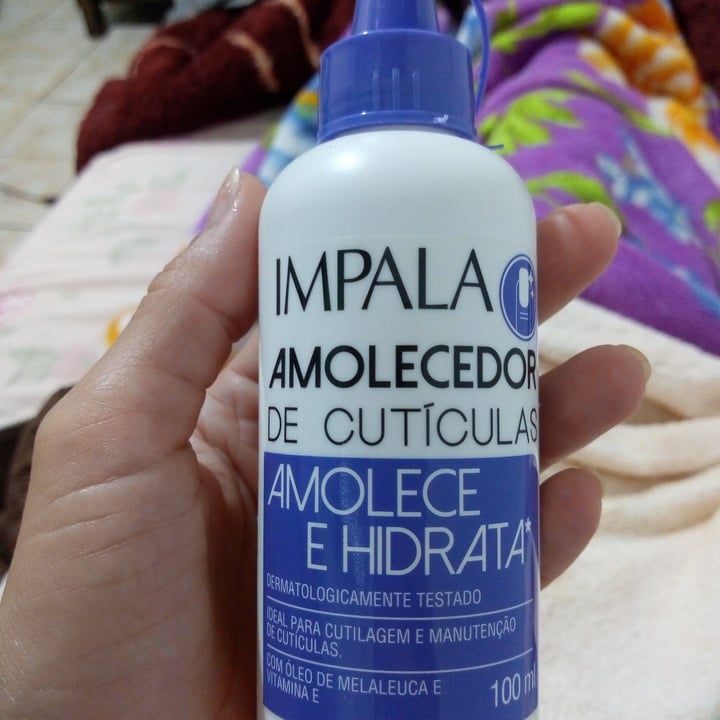 IMPALA
AMOLECEDOR
DE CUTÍCULAS
AMOLECE
E HIDRATA*
DERMATOLOGICAMENTE TESTADO
IDEAL PARA CUTILAGEM E MANUTENÇÃO
DE CUTÍCULAS.
COM ÓLEO DE MELALEUCA E
VITAMINA E
100 ml